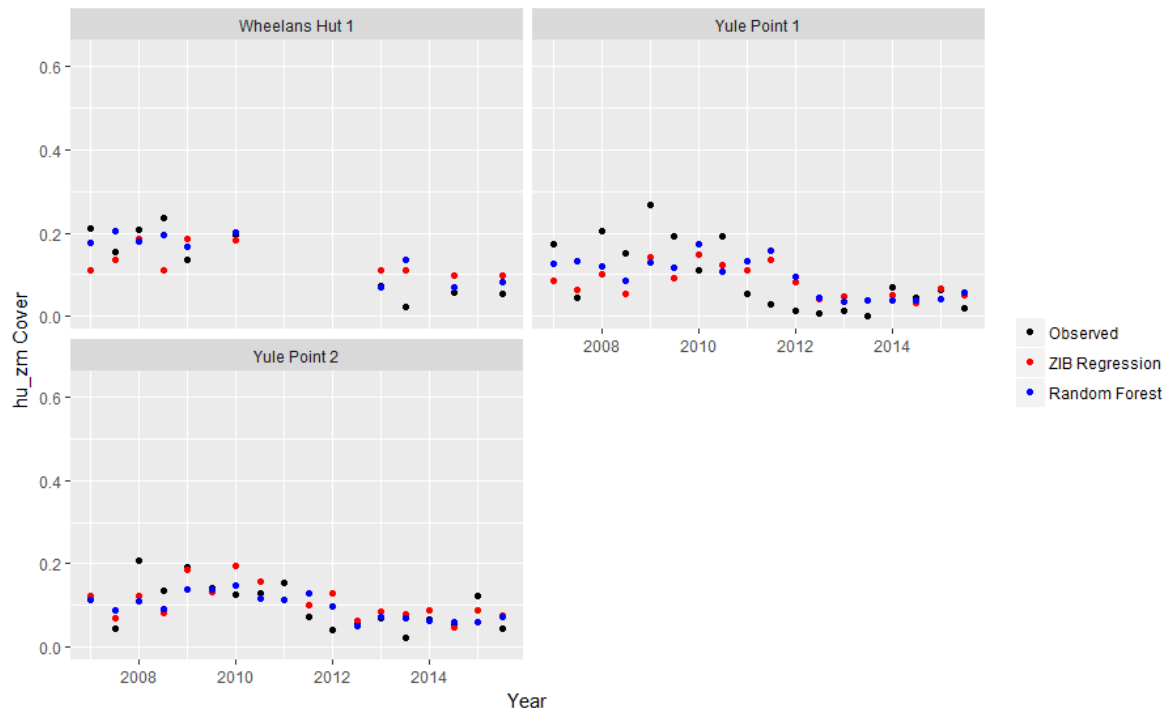 Wheelans Hut 1
Yule Point 1
0.6
0.4
0.2
0.0
2008 2010 2012 2014
Yule Point 2
0.6
0.4
0.2
0.0
2008 2010 2012 2014
hu_zm Cover
Year
Observed
ZIB Regression
Random Forest